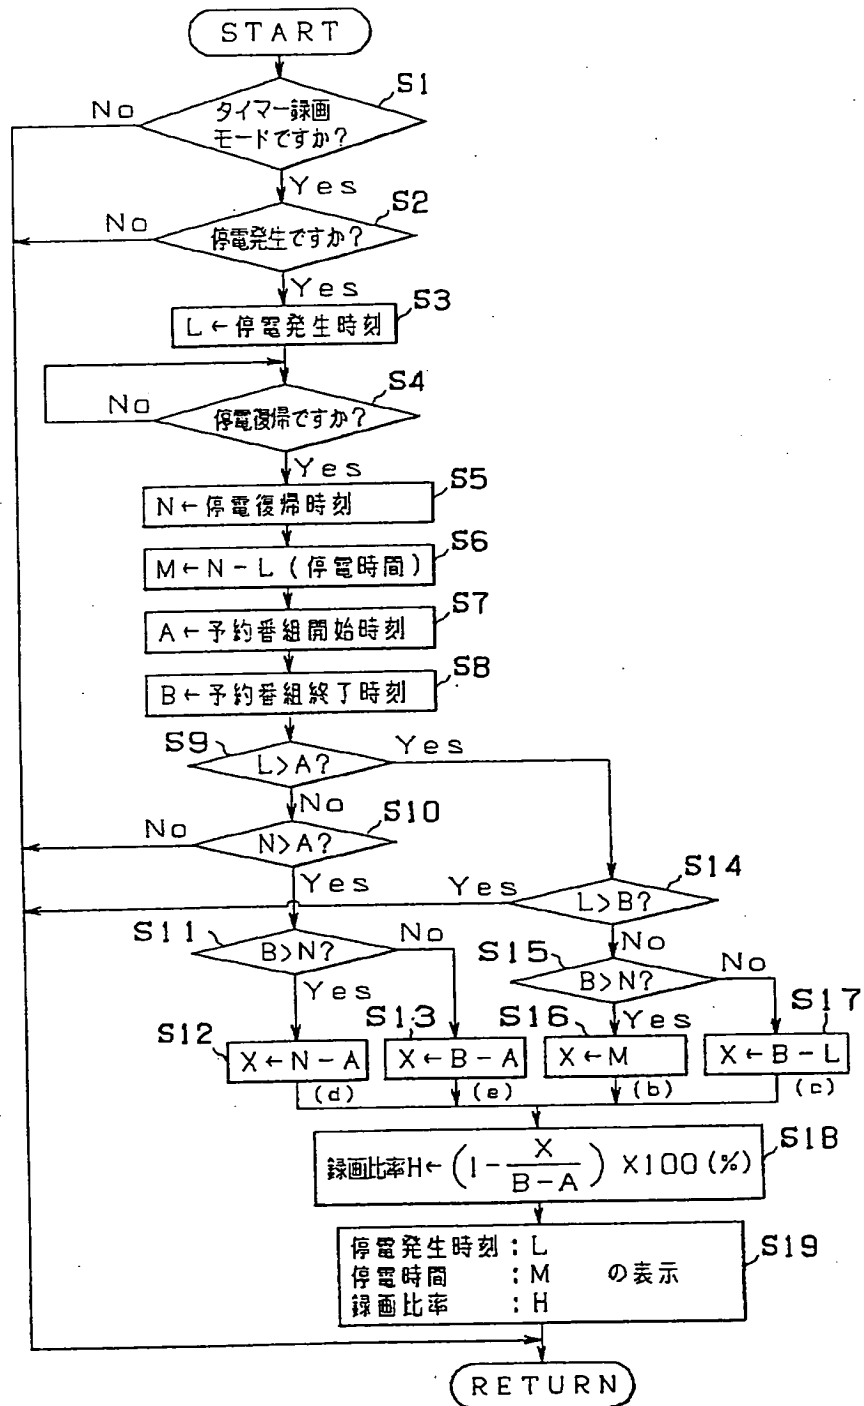 START
S1
No
タイマー録画
モードですか?
Yes
S2
No
停電発生ですか?
Yes
S3
L←停電発生時刻
S4
No
停電復帰ですか?
Yes
S5
N←停電復帰時刻
S6
M←N-L(停電時間)
S7
A←予約番組開始時刻
S8
B←予約番組終了時刻
S9
Yes
L>A?
No
S10
No
N>A?
Yes
S14
Yes
L>B?
No
S11
No
B>N?
Yes
S15
No
B>N?
Yes
S12
X←N-A
(d)
S13
X←B-A
(e)
S16
X←M
(b)
S17
X←B-L
(c)
S18
録画比率H←(1-X/B-A)×100(%)
S19
停電発生時刻:L
停電時間 :M の表示
録画比率 :H
RETURN